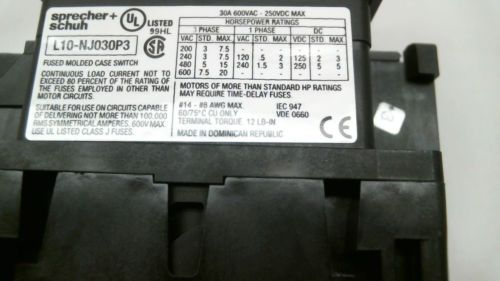 sprecher+
schuh
UL LISTED
99HL
L10-NJ030P3
FUSED MOLDED CASE SWITCH
CONTINUOUS LOAD CURRENT NOT TO
EXCEED 80 PERCENT OF THE RATING OF
THE FUSES EMPLOYED IN OTHER THAN
MOTOR CIRCUITS.
SUITABLE FOR USE ON CIRCUITS CAPABLE
OF DELIVERING NOT MORE THAN 100,000
RMS SYMMETRICAL AMPERES, 600V MAX.
USE UL LISTED CLASS J FUSES.
30A 600VAC - 250VDC MAX
HORSEPOWER RATINGS
3 PHASE 1 PHASE DC
VAC STD. MAX. VAC STD. MAX. VDC STD. MAX.
200 3 7.5
240 3 7.5 120 .5 2 125 2 3
480 5 15 240 1.5 3 250 5 5
600 7.5 20
MOTORS OF MORE THAN STANDARD HP RATINGS
MAY REQUIRE TIME-DELAY FUSES.
#14 - #8 AWG MAX. IEC 947
60/75°C CU ONLY VDE 0660
TERMINAL TORQUE 12 LB-IN
MADE IN DOMINICAN REPUBLIC
CE
3